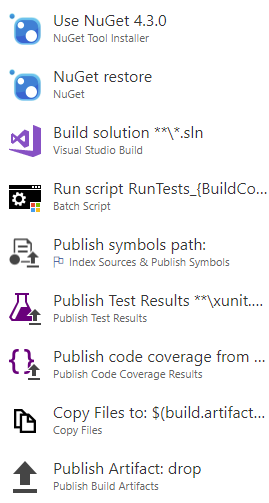 Use NuGet 4.3.0
NuGet Tool Installer
NuGet restore
NuGet
Build solution **\*.sln
Visual Studio Build
Run script RunTests_{BuildCo...
Batch Script
Publish symbols path:
Index Sources & Publish Symbols
Publish Test Results **\xunit....
Publish Test Results
Publish code coverage from ...
Publish Code Coverage Results
Copy Files to: $(build.artifact...
Copy Files
Publish Artifact: drop
Publish Build Artifacts